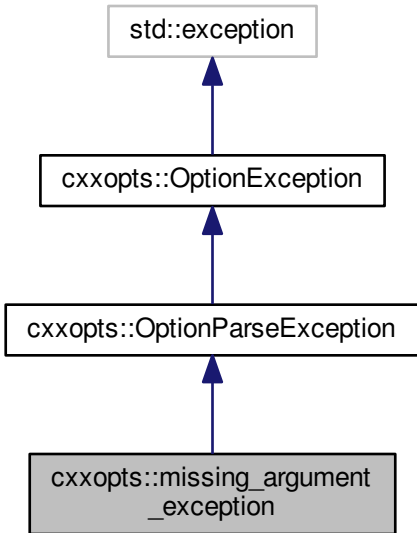 std::exception
cxxopts::OptionException
cxxopts::OptionParseException
cxxopts::missing_argument
_exception